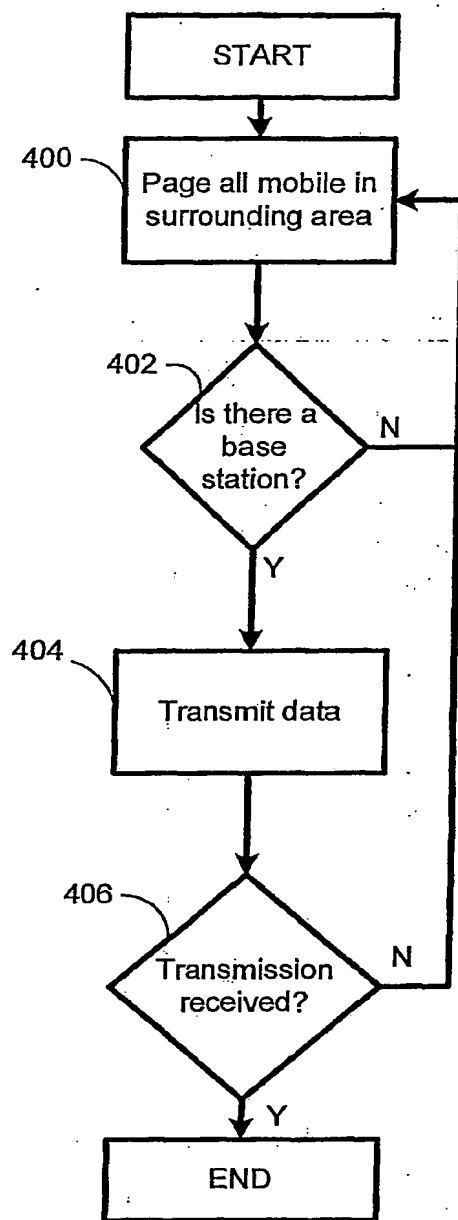 START
400
Page all mobile in
surrounding area
402
Is there a
base
station?
N
Y
404
Transmit data
406
Transmission
received?
N
Y
END